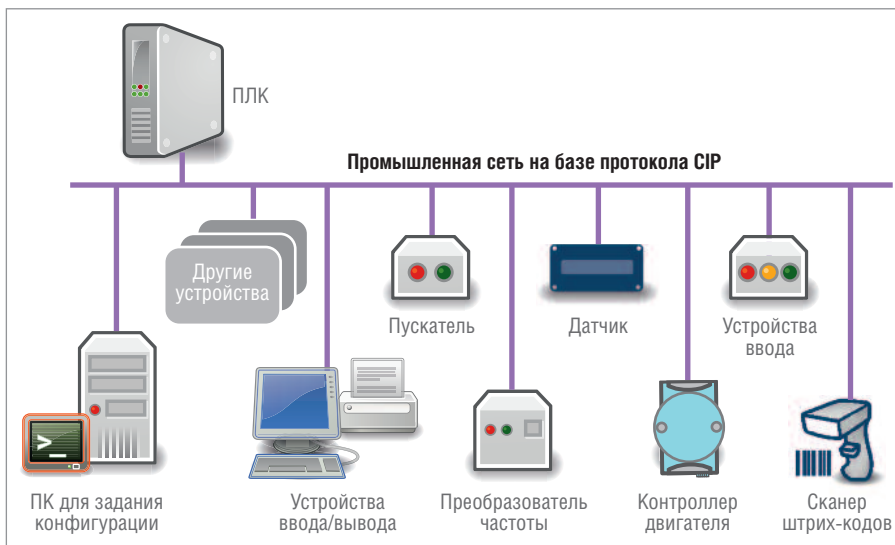 ПЛК
Промышленная сеть на базе протокола CIP
Другие
устройства
Пускатель
Датчик
Устройства
ввода
>_
ПК для задания
конфигурации
Устройства
ввода/вывода
Преобразователь
частоты
Контроллер
двигателя
Сканер
штрих-кодов